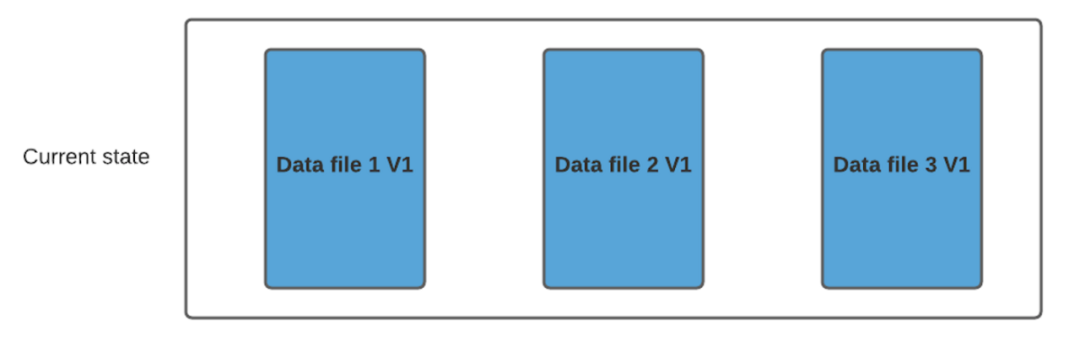 Current state
Data file 1 V1
Data file 2 V1
Data file 3 V1